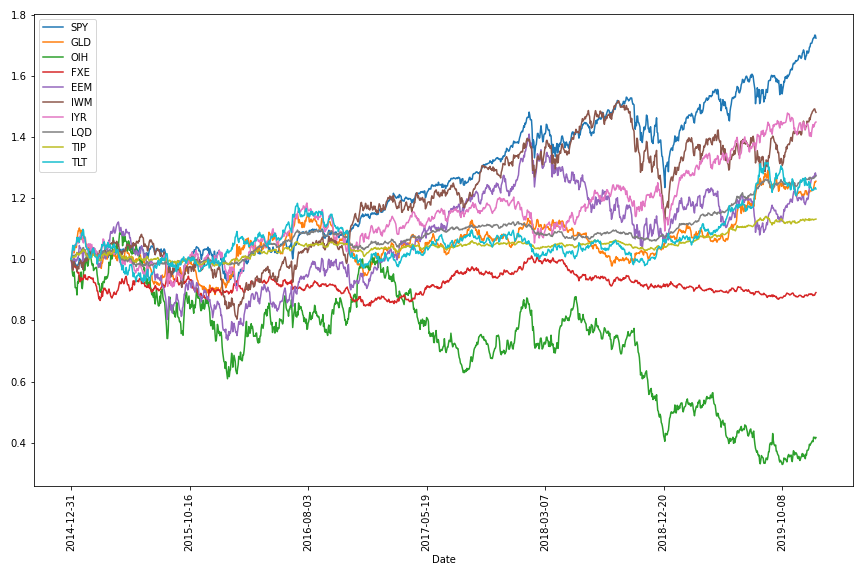 1.8
1.6
1.4
1.2
1.0
0.8
0.6
0.4
SPY
GLD
OIH
FXE
EEM
IWM
IYR
LQD
TIP
TLT
2014-12-31
2015-10-16
2016-08-03
2017-05-19
2018-03-07
2018-12-20
2019-10-08
Date